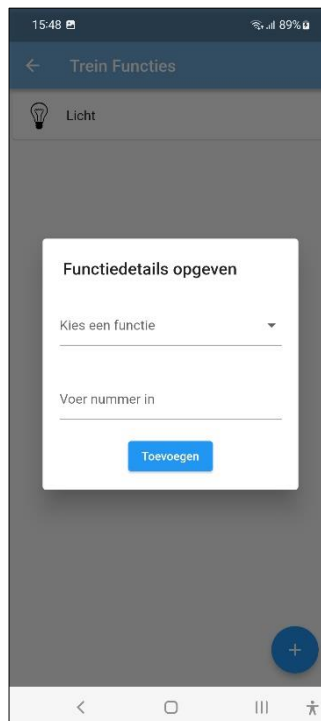 15:48 89%
Trein Functies
Licht
Functiedetails opgeven
Kies een functie
Voer nummer in
Toevoegen
+